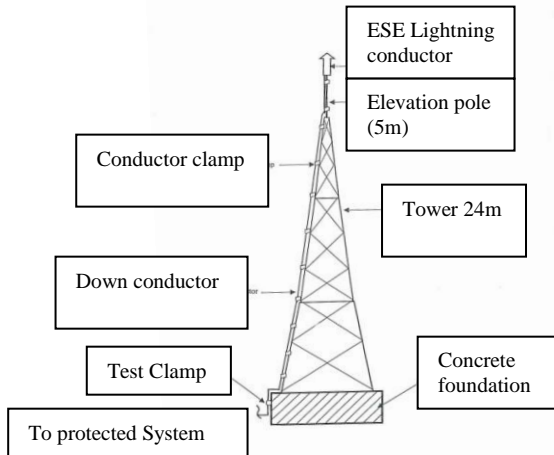 ESE Lightning
conductor
Elevation pole
(5m)
Conductor clamp
Tower 24m
Down conductor
tor
Test Clamp
Concrete
foundation
To protected System